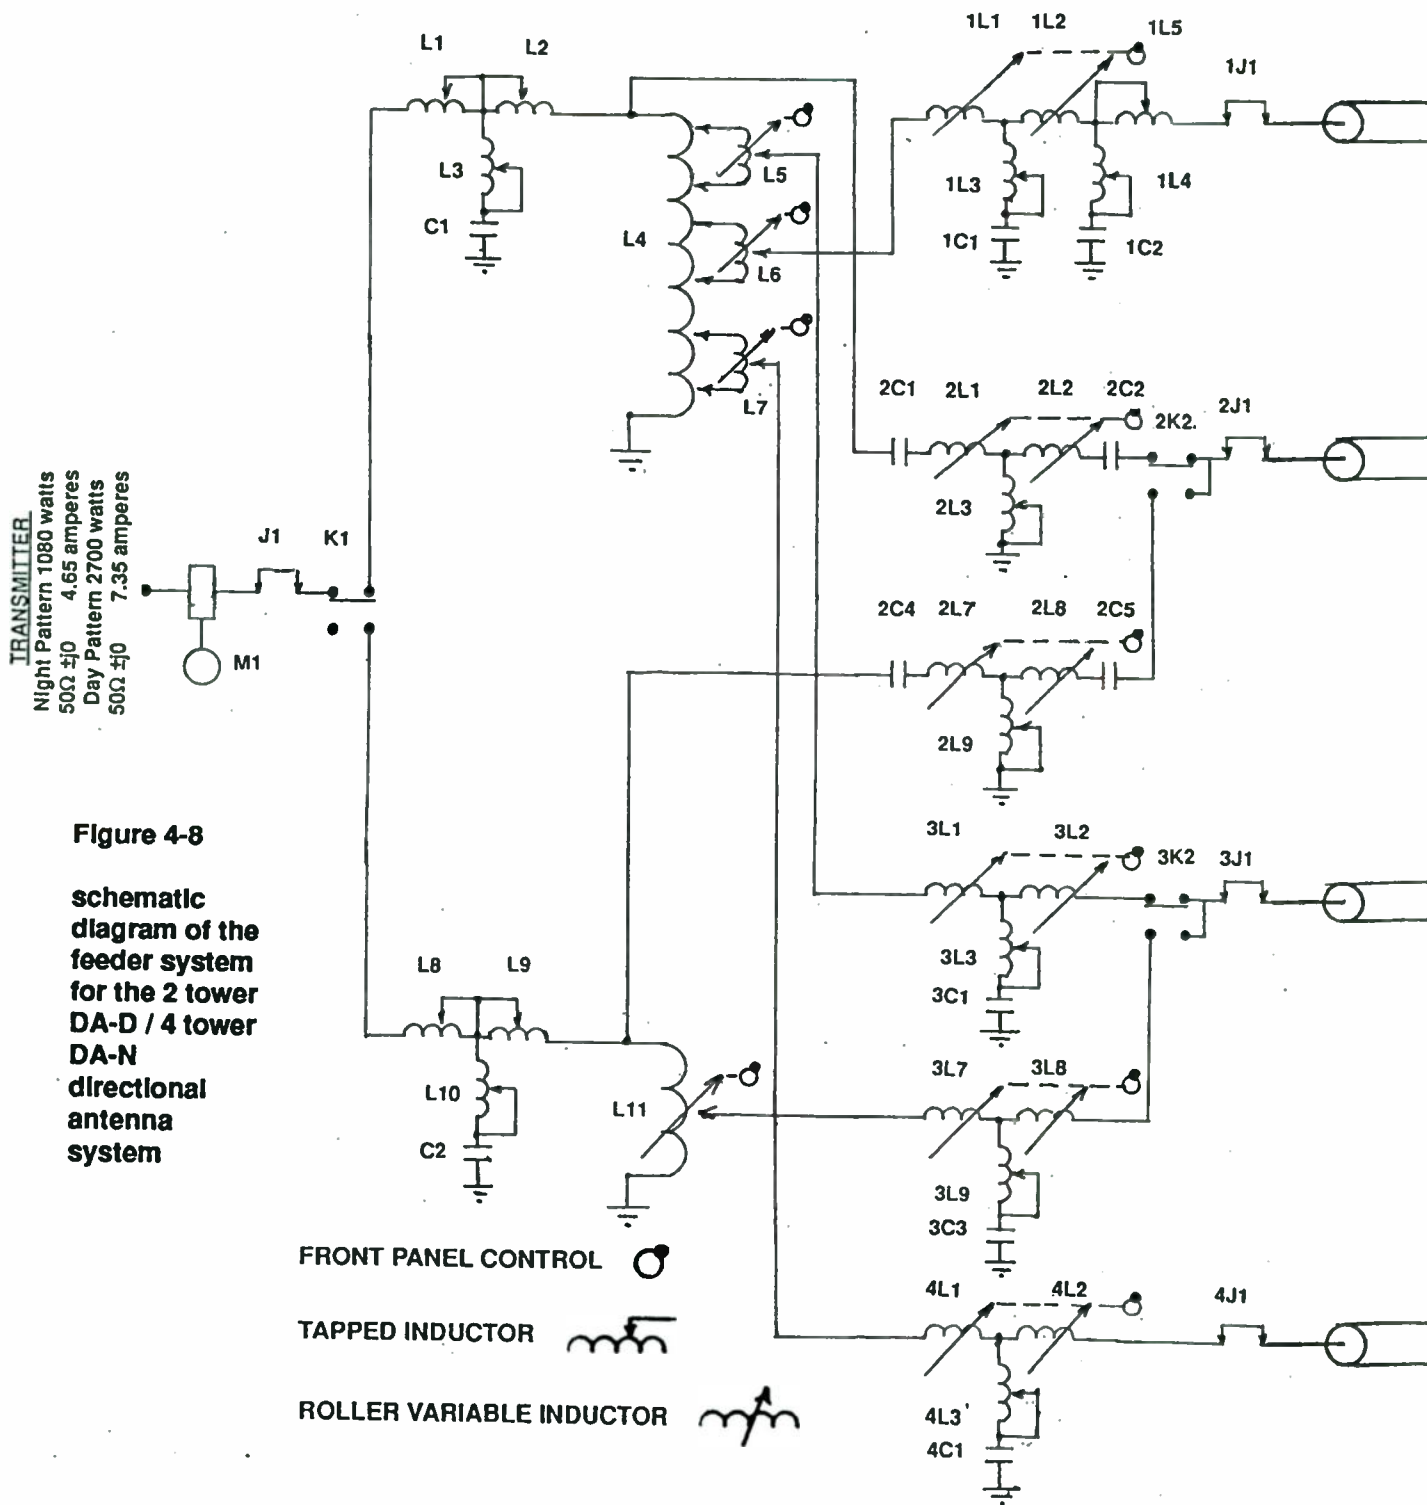 1L1 1L2 1L5
L1 L2
1J1
L3
L5
1L3
1L4
C1
L4
1C1
1C2
L6
L7
2C1 2L1 2L2 2C2
2K2.
2J1
2L3
TRANSMITTER
Night Pattern 1080 watts
50Ω ±j0 4.65 amperes
Day Pattern 2700 watts
50Ω ±j0 7.35 amperes
J1 K1
M1
2C4 2L7 2L8 2C5
2L9
Figure 4-8
schematic
diagram of the
feeder system
for the 2 tower
DA-D / 4 tower
DA-N
directional
antenna
system
3L1 3L2
3K2 3J1
3L3
3C1
L8 L9
L10
C2
L11
3L7 3L8
3L9
3C3
FRONT PANEL CONTROL
TAPPED INDUCTOR
ROLLER VARIABLE INDUCTOR
4L1 4L2 4J1
4L3'
4C1